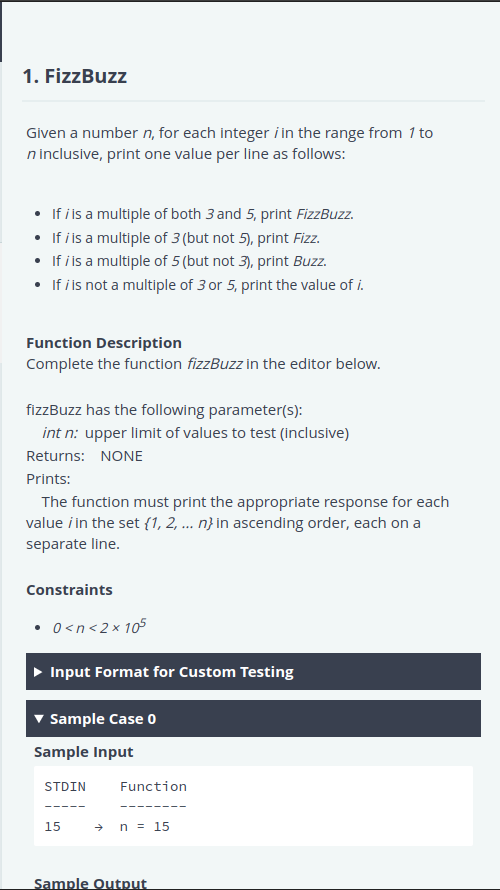 1. FizzBuzz
Given a number n, for each integer i in the range from 1 to
n inclusive, print one value per line as follows:
• If i is a multiple of both 3 and 5, print FizzBuzz.
• If i is a multiple of 3 (but not 5), print Fizz.
• If i is a multiple of 5 (but not 3), print Buzz.
• If i is not a multiple of 3 or 5, print the value of i.
Function Description
Complete the function fizzBuzz in the editor below.
fizzBuzz has the following parameter(s):
int n:  upper limit of values to test (inclusive)
Returns:   NONE
Prints:
The function must print the appropriate response for each
value i in the set {1, 2, ... n} in ascending order, each on a
separate line.
Constraints
• 0 < n < 2 × 10⁵
▶ Input Format for Custom Testing
▼ Sample Case 0
Sample Input
STDIN    Function
-----    --------
15    →  n = 15
Sample Output